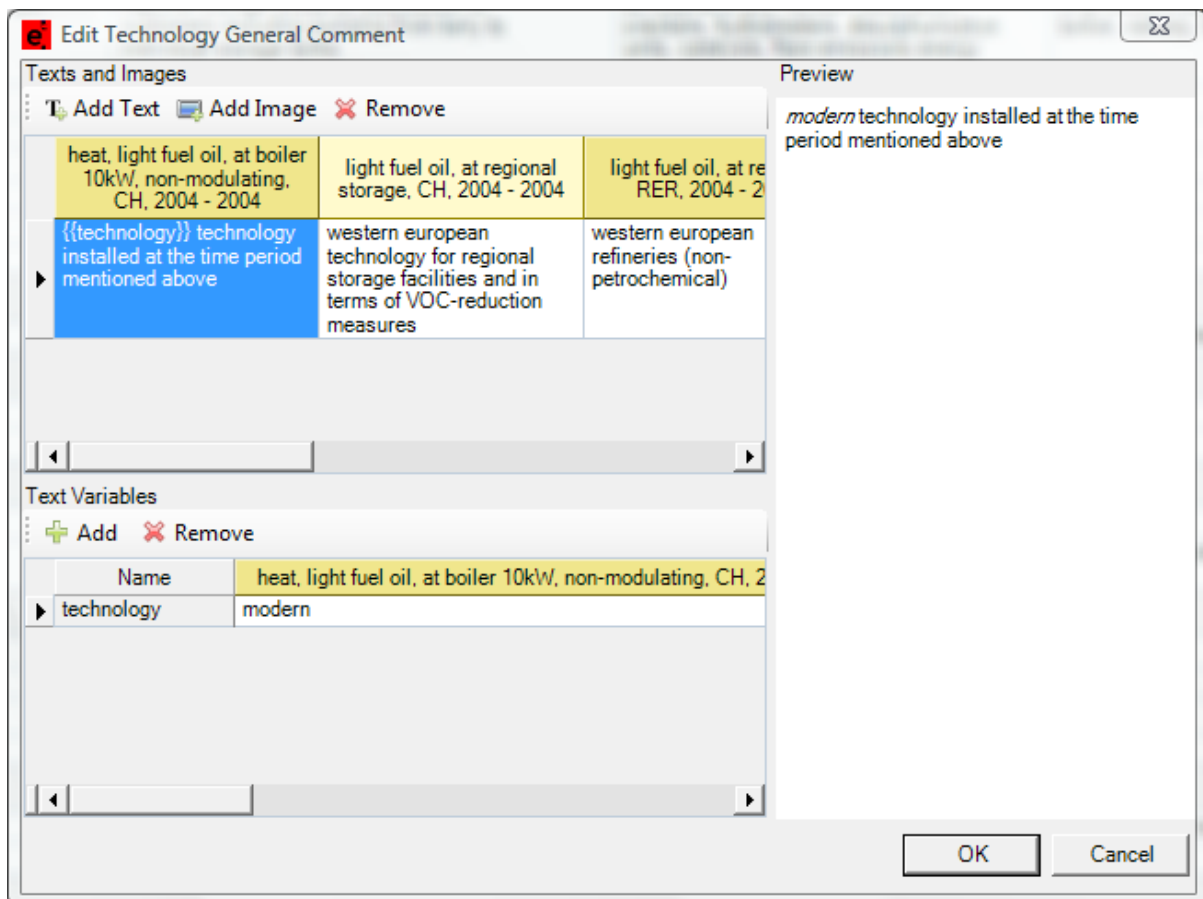 e
Edit Technology General Comment
Texts and Images
Add Text Add Image Remove
heat, light fuel oil, at boiler
10kW, non-modulating,
CH, 2004 - 2004
light fuel oil, at regional
storage, CH, 2004 - 2004
light fuel oil, at re
RER, 2004 - 2
{{technology}} technology
installed at the time period
mentioned above
western european
technology for regional
storage facilities and in
terms of VOC-reduction
measures
western european
refineries (non-
petrochemical)
Text Variables
Add Remove
Name heat, light fuel oil, at boiler 10kW, non-modulating, CH, 2
technology modern
Preview
modern technology installed at the time
period mentioned above
OK Cancel